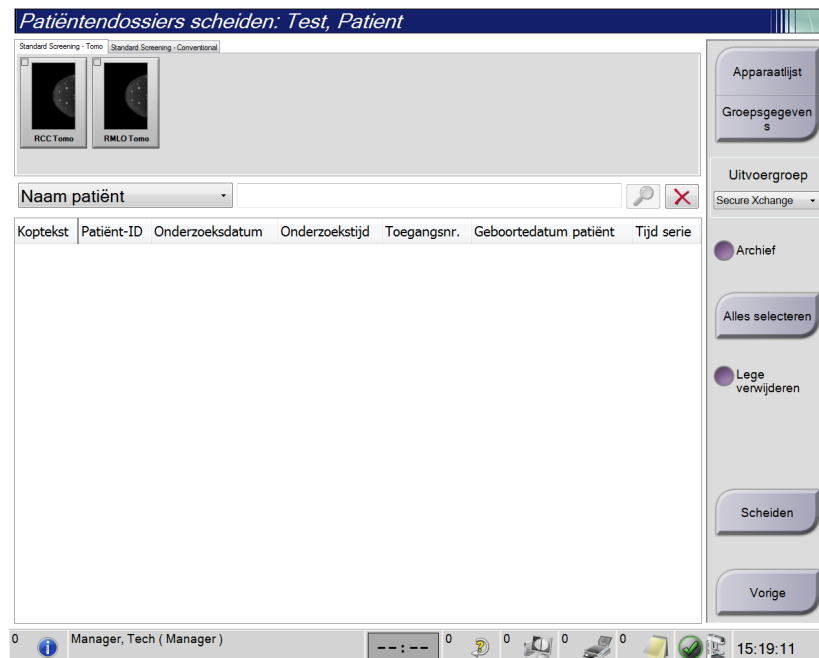 Patiëntendossiers scheiden: Test, Patient
Standard Screening - Tomo
Standard Screening - Conventional
RCC Tomo
RMLO Tomo
Naam patiënt
Koptekst
Patiënt-ID
Onderzoeksdatum
Onderzoekstijd
Toegangsnr.
Geboortedatum patiënt
Tijd serie
Apparaatlijst
Groepsgegeven
s
Uitvoergroep
Secure Xchange
Archief
Alles selecteren
Lege
verwijderen
Scheiden
Vorige
0
Manager, Tech ( Manager )
--:--
0
0
0
0
15:19:11